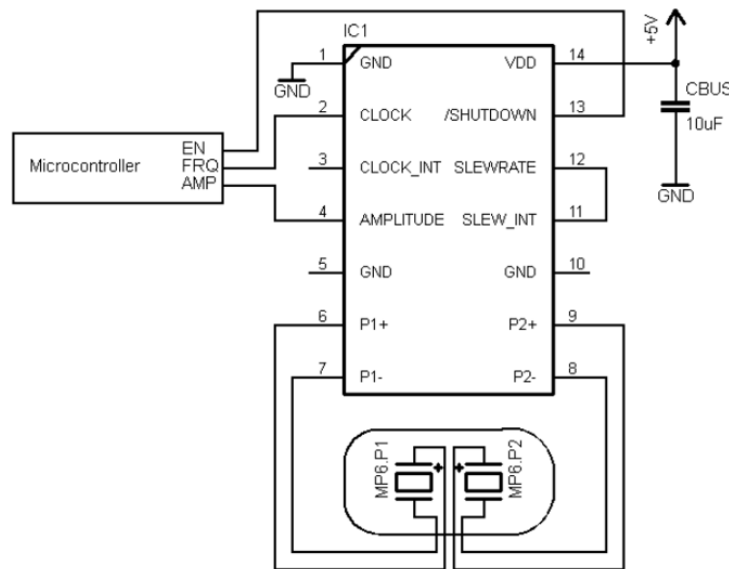 IC1
+5V
1 GND VDD 14
GND
CBUS
2 CLOCK /SHUTDOWN 13
10uF
EN
Microcontroller FRQ
AMP
3 CLOCK_INT SLEWRATE 12
GND
4 AMPLITUDE SLEW_INT 11
5 GND GND 10
6 P1+ P2+ 9
7 P1- P2- 8
MP6.P1 + + MP6.P2